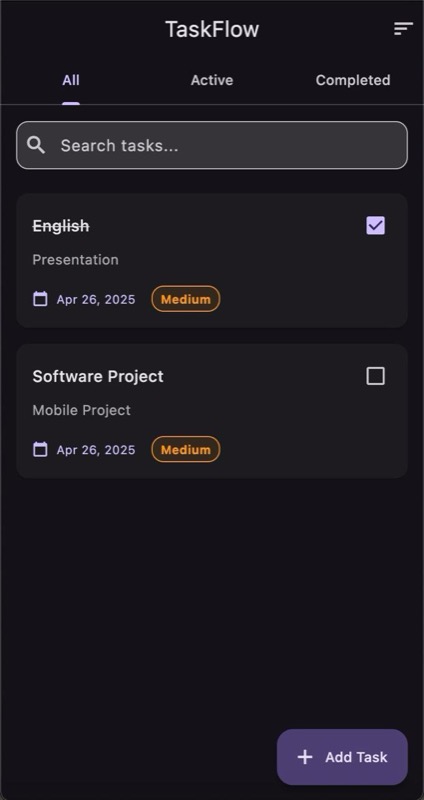 TaskFlow
All Active Completed
Search tasks...
English
Presentation
Apr 26, 2025 Medium
Software Project
Mobile Project
Apr 26, 2025 Medium
+ Add Task